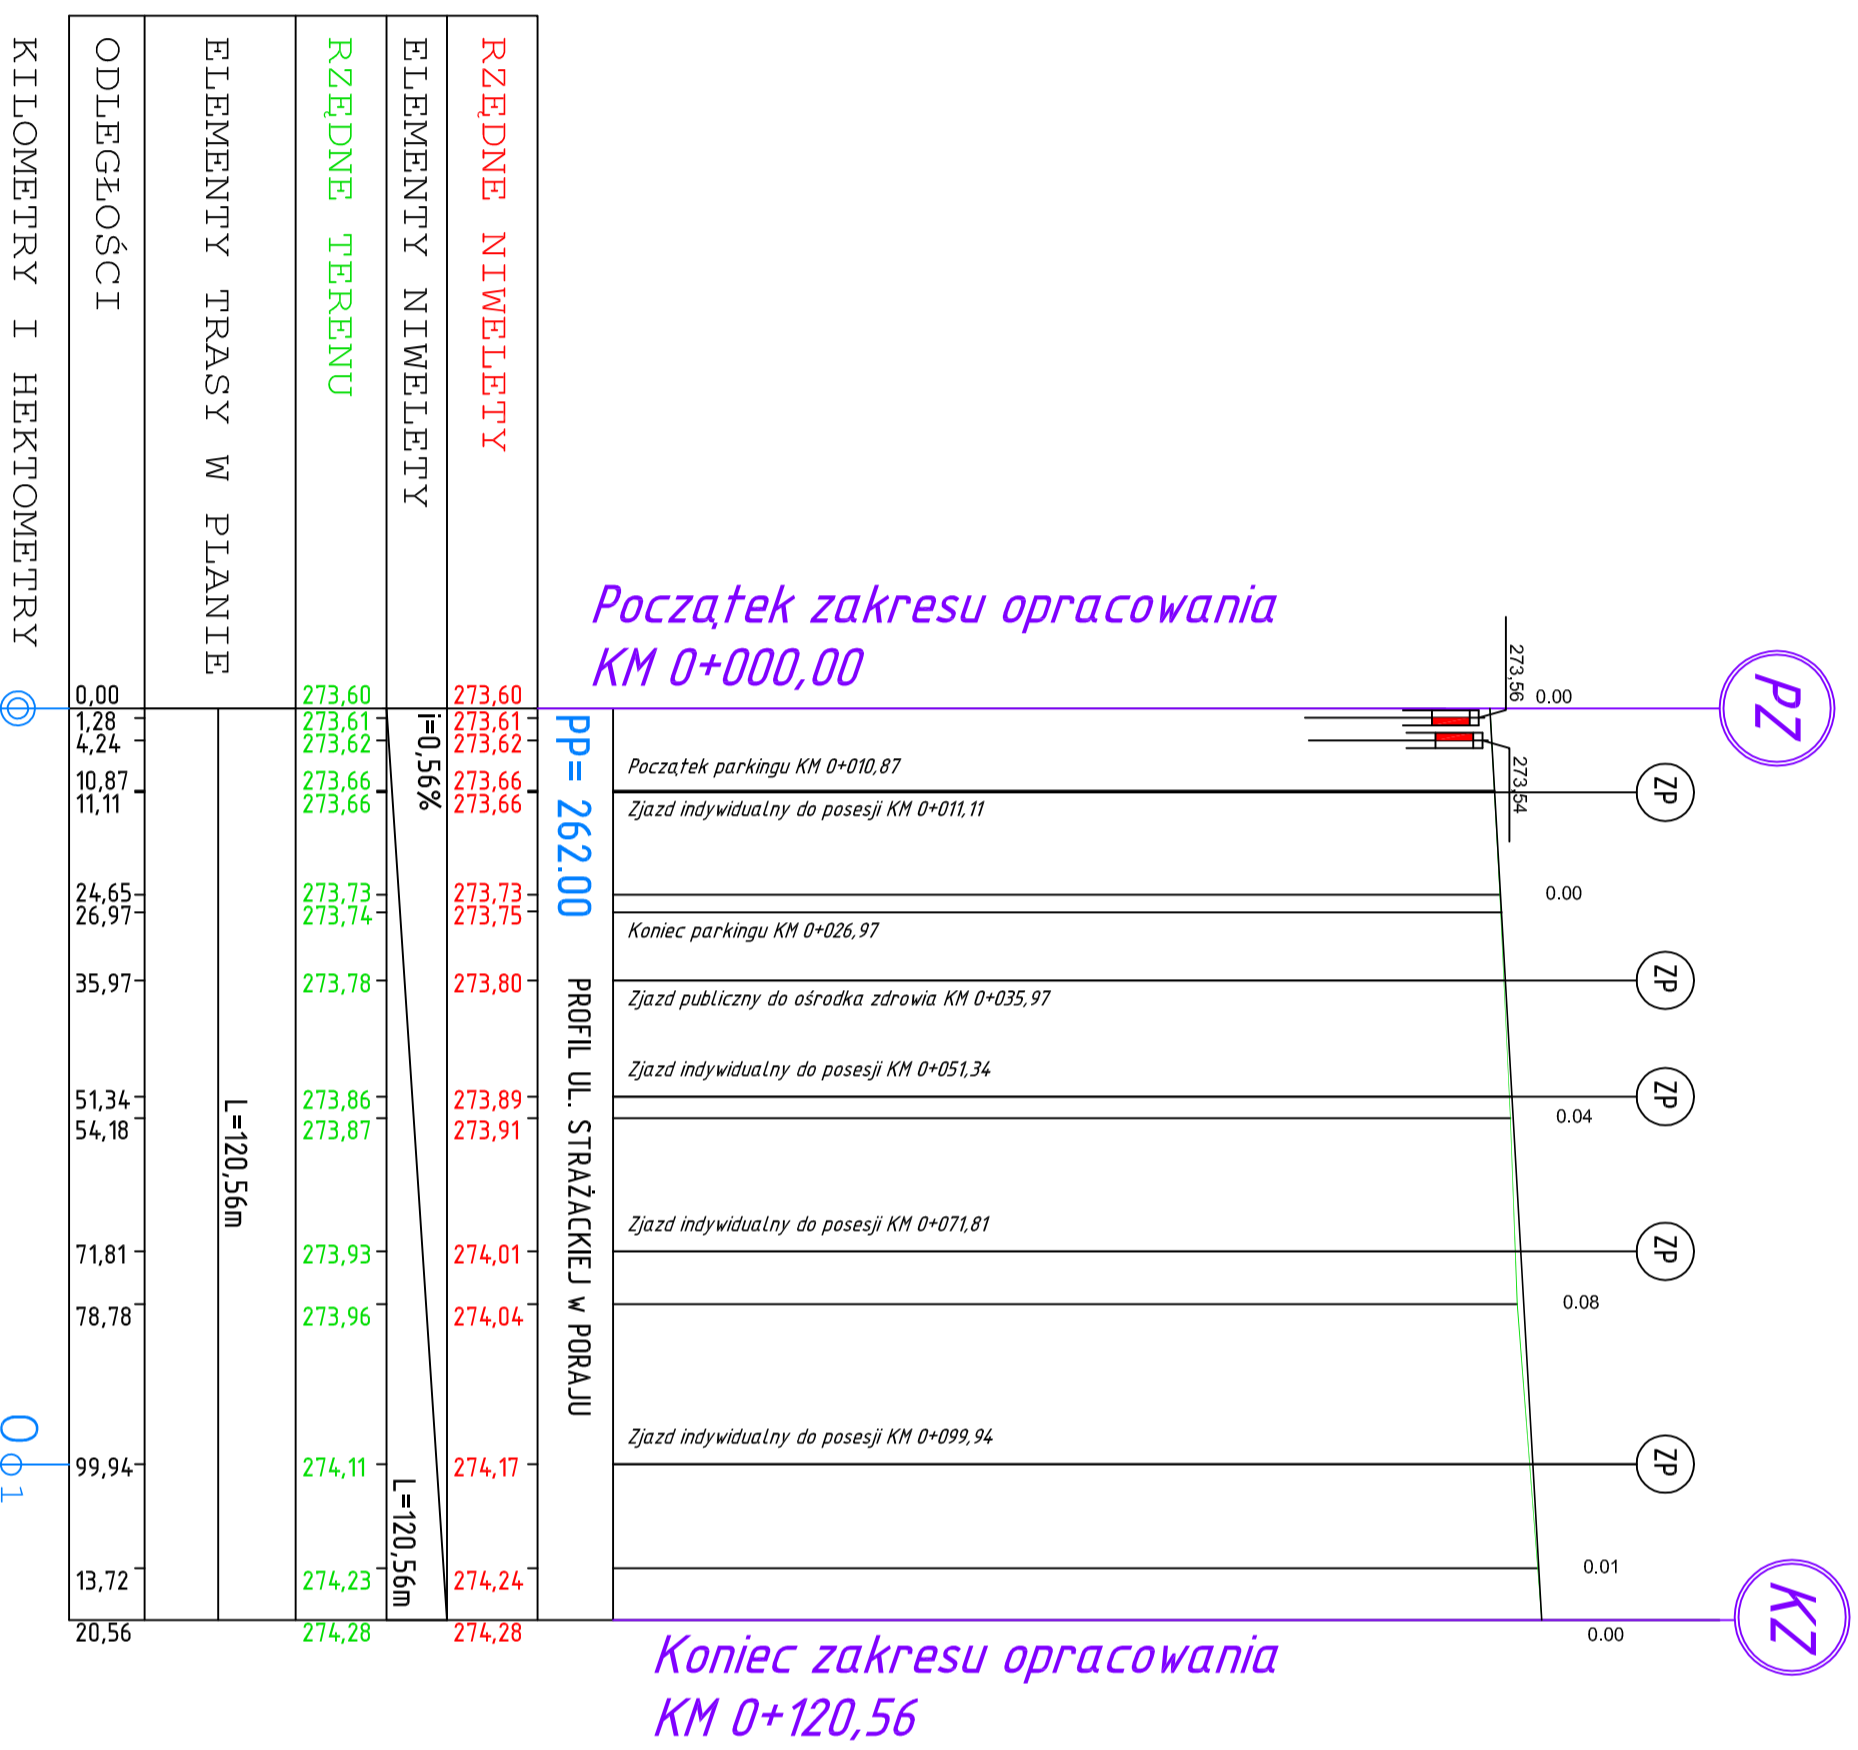 Początek zakresu opracowania
KM 0+000,00
PZ
273,56
0.00
273,54
Początek parkingu KM 0+010,87
ZP
Zjazd indywidualny do posesji KM 0+011,11
0.00
Koniec parkingu KM 0+026,97
ZP
Zjazd publiczny do ośrodka zdrowia KM 0+035,97
Zjazd indywidualny do posesji KM 0+051,34
ZP
0.04
Zjazd indywidualny do posesji KM 0+071,81
ZP
0.08
Zjazd indywidualny do posesji KM 0+099,94
ZP
0.01
KZ
0.00
Koniec zakresu opracowania
KM 0+120,56
PP= 262.00
PROFIL UL. STRAŻACKIEJ w PORAJU
RZĘDNE NIWELETY
273,60
273,61
273,62
273,66
273,66
273,73
273,75
273,80
273,89
273,91
274,01
274,04
274,17
274,24
274,28
ELEMENTY NIWELETY
i=0,56%
L=120,56m
RZĘDNE TERENU
273,60
273,61
273,62
273,66
273,66
273,73
273,74
273,78
273,86
273,87
273,93
273,96
274,11
274,23
274,28
ELEMENTY TRASY W PLANIE
L=120,56m
ODLEGŁOŚCI
0,00
1,28
4,24
10,87
11,11
24,65
26,97
35,97
51,34
54,18
71,81
78,78
99,94
13,72
20,56
KILOMETRY I HEKTOMETRY
0
1